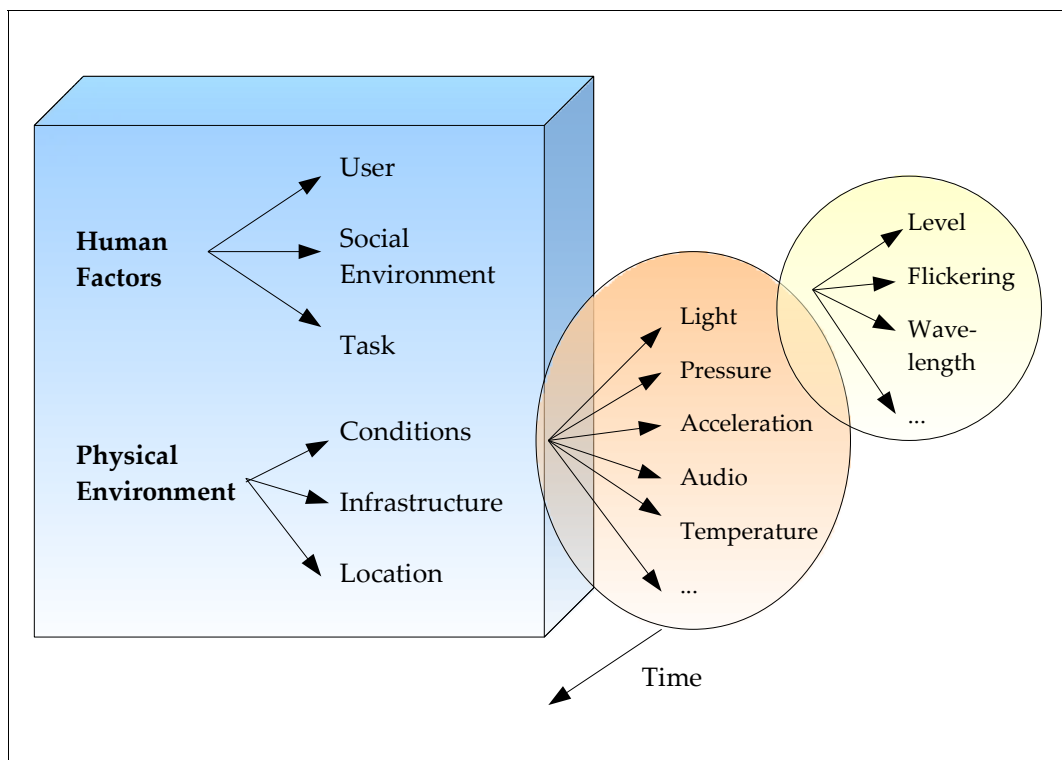 User
Human
Factors
Social
Environment
Task
Physical
Environment
Conditions
Infrastructure
Location
Light
Pressure
Acceleration
Audio
Temperature
...
Level
Flickering
Wave-
length
...
Time